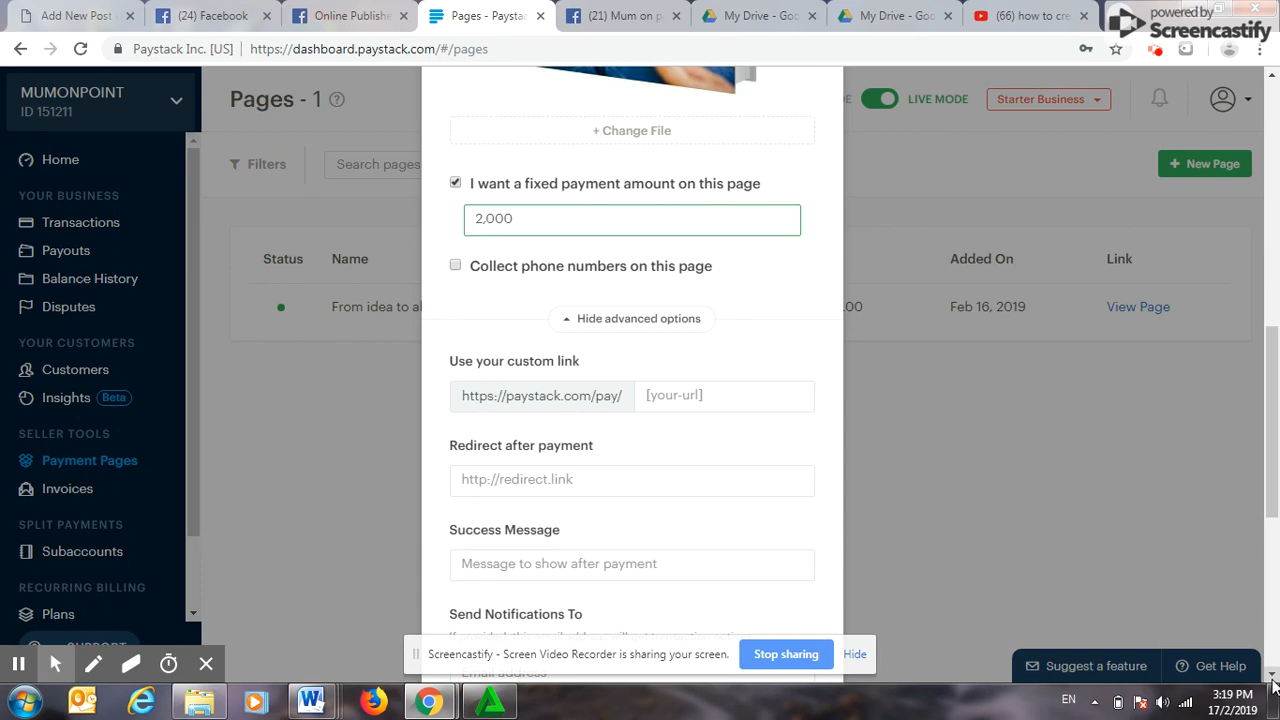 Add New Post
(24) Facebook
Online Publishe
Pages - Paystac
(21) Mum on p
My Drive - Goo
My Drive - Goo
(66) how to cre
powered by
Screencastify
Paystack Inc. [US]
https://dashboard.paystack.com/#/pages
MUMONPOINT
ID 151211
Pages - 1
LIVE MODE
Starter Business
+ Change File
Home
Filters
Search pages
New Page
I want a fixed payment amount on this page
YOUR BUSINESS
Transactions
2,000
Payouts
Status
Name
Added On
Link
Collect phone numbers on this page
Balance History
Disputes
From idea to al
.00
Feb 16, 2019
View Page
Hide advanced options
YOUR CUSTOMERS
Customers
Use your custom link
Insights
Beta
https://paystack.com/pay/
[your-url]
SELLER TOOLS
Redirect after payment
Payment Pages
http://redirect.link
Invoices
SPLIT PAYMENTS
Success Message
Subaccounts
Message to show after payment
RECURRING BILLING
Plans
Send Notifications To
SUPPORT
Screencastify - Screen Video Recorder is sharing your screen.
Stop sharing
Hide
Email address
Suggest a feature
Get Help
EN
3:19 PM
17/2/2019